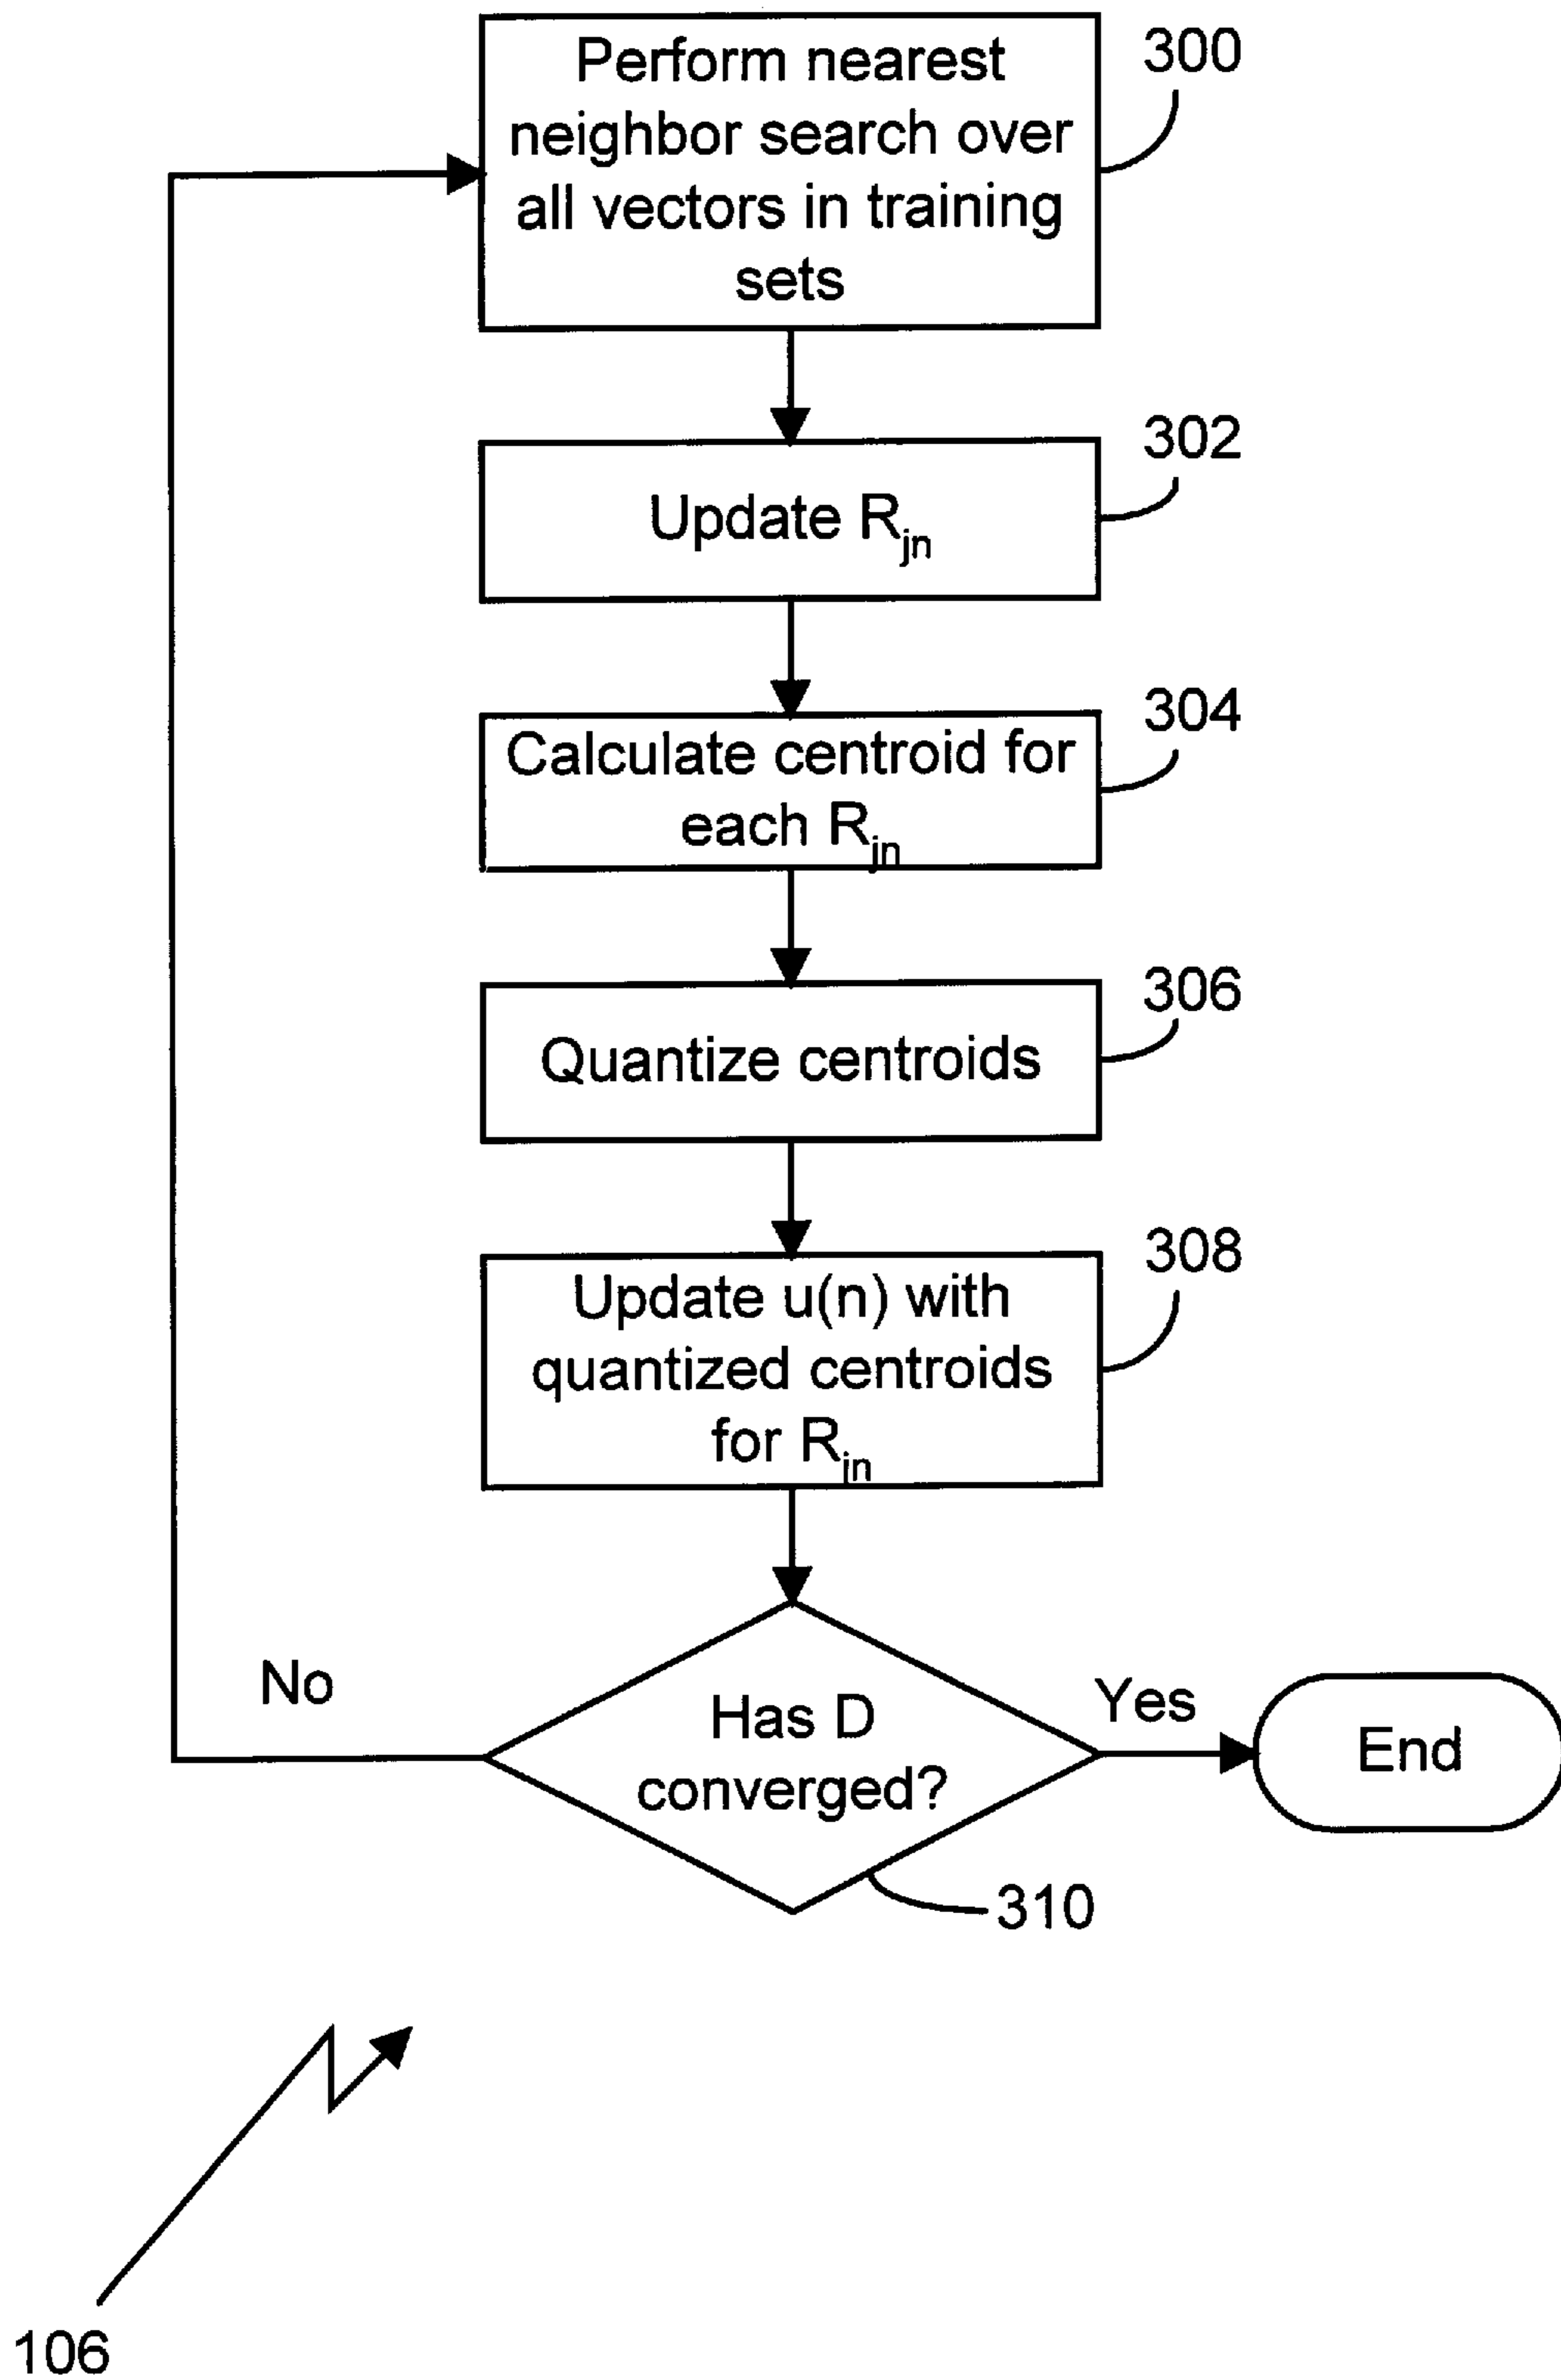 Perform nearest
neighbor search over
all vectors in training
sets
300
Update Rjn
302
Calculate centroid for
each Rjn
304
Quantize centroids
306
Update u(n) with
quantized centroids
for Rjn
308
No
Has D
converged?
Yes
End
310
106